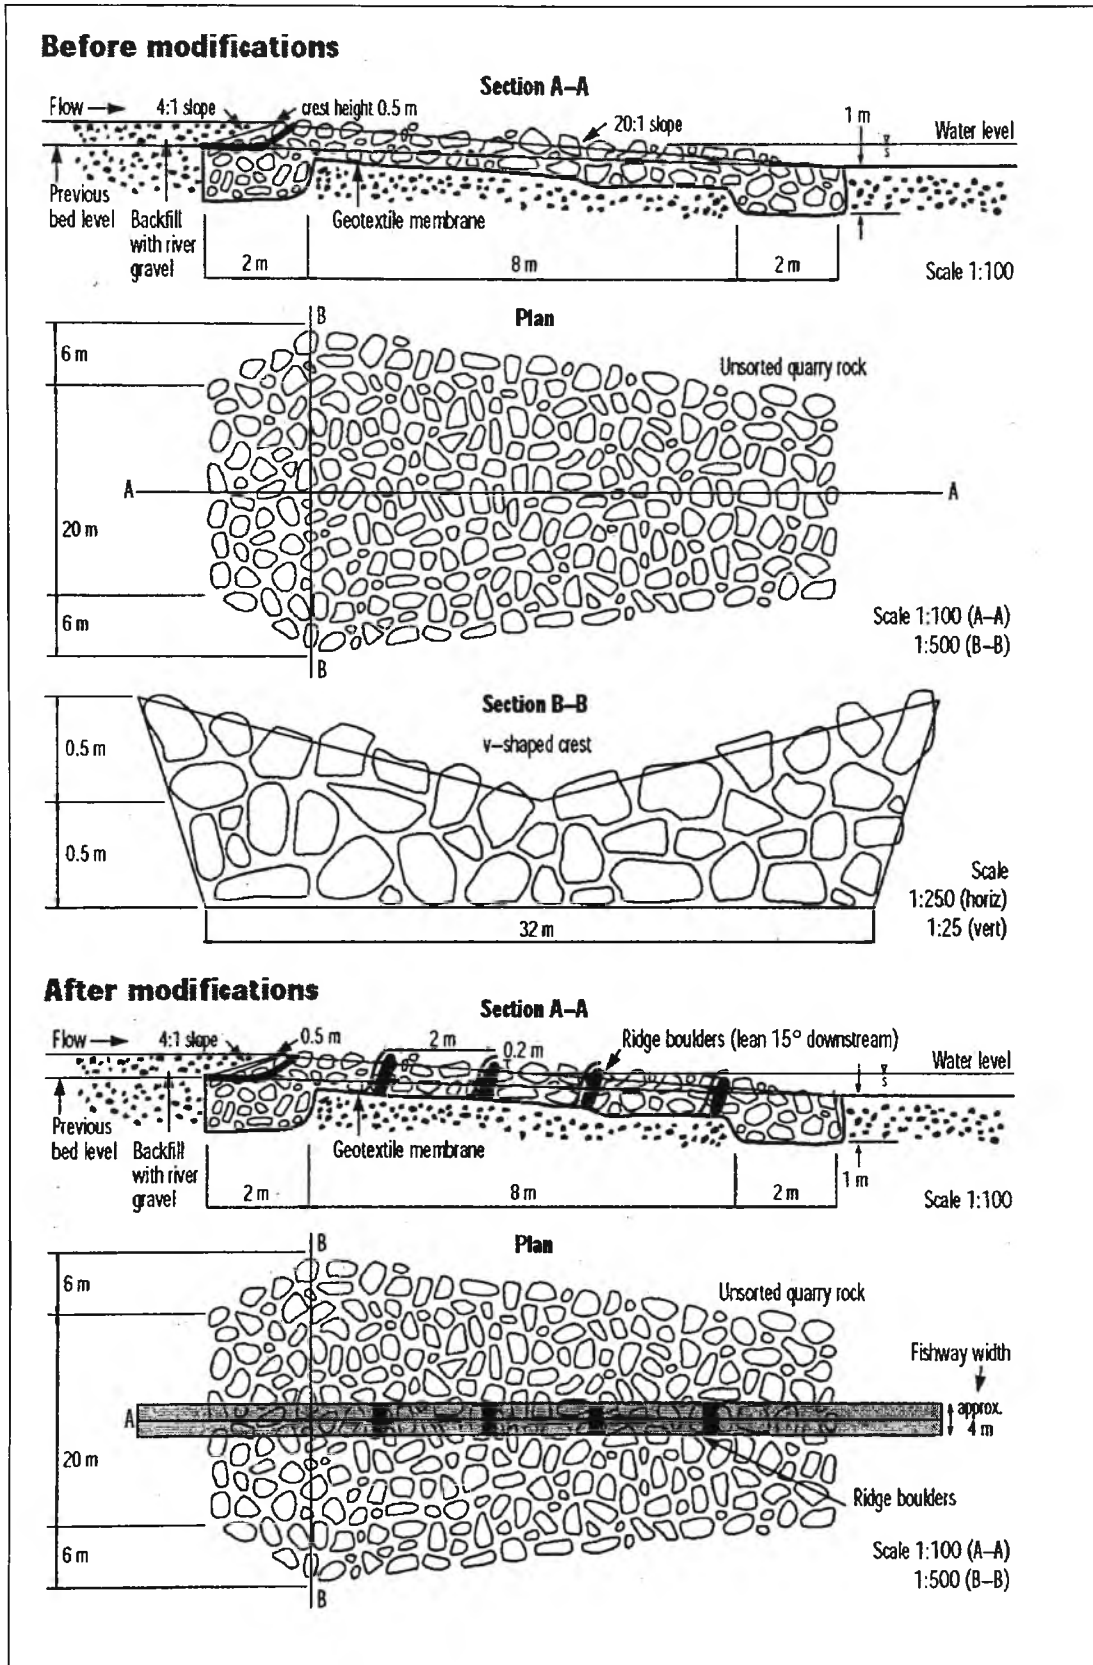 Before modifications
Section A–A
Flow
4:1 slope
crest height 0.5 m
20:1 slope
1 m
s
Water level
Previous
bed level
Backfill
with river
gravel
Geotextile membrane
2 m
8 m
2 m
Scale 1:100
B
Plan
6 m
Unsorted quarry rock
A
A
20 m
6 m
Scale 1:100 (A–A)
1:500 (B–B)
B
Section B–B
v–shaped crest
0.5 m
0.5 m
Scale
1:250 (horiz)
1:25 (vert)
32 m
After modifications
Section A–A
Flow
4:1 slope
0.5 m
2 m
0.2 m
Ridge boulders (lean 15° downstream)
s
Water level
Previous
bed level
Backfill
with river
gravel
Geotextile membrane
1 m
2 m
8 m
2 m
Scale 1:100
B
Plan
6 m
Unsorted quarry rock
Fishway width
A
approx.
4 m
20 m
Ridge boulders
6 m
Scale 1:100 (A–A)
1:500 (B–B)
B